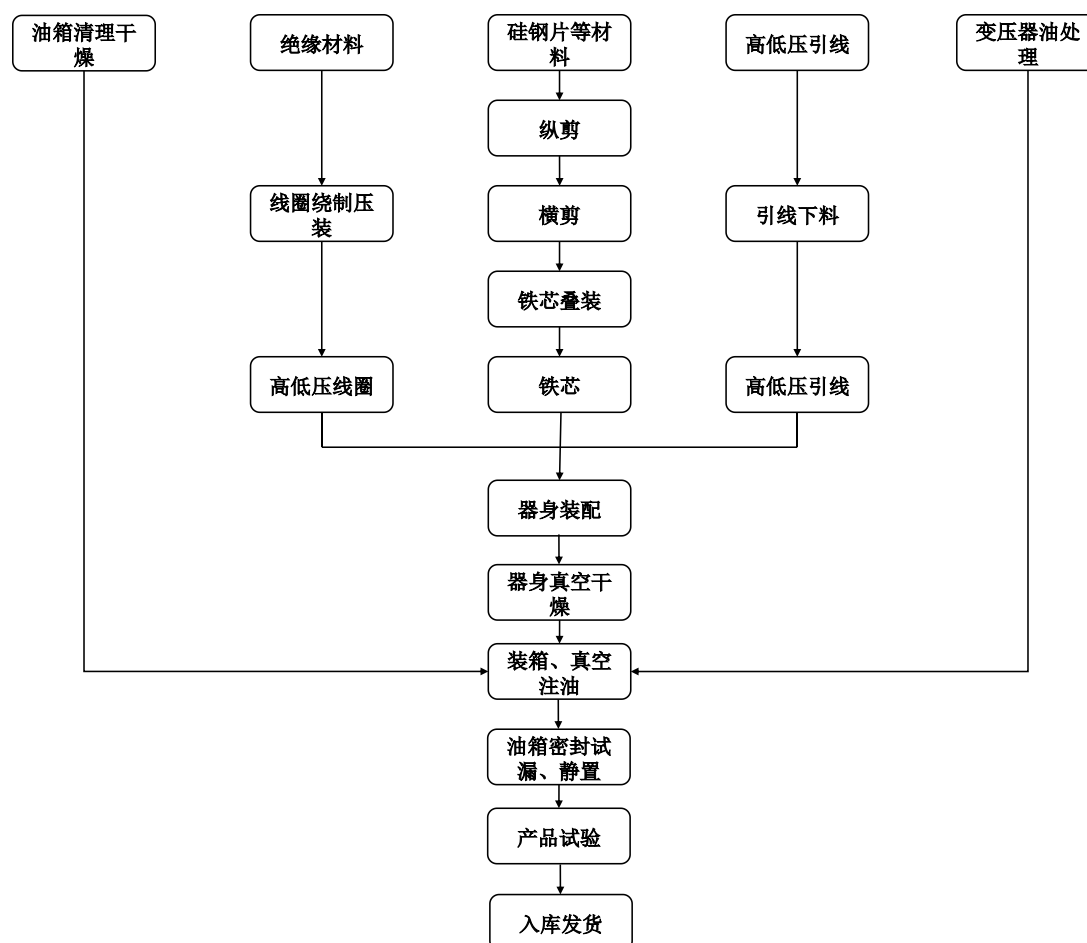 油箱清理干
燥
绝缘材料
硅钢片等材
料
高低压引线
变压器油处
理
纵剪
线圈绕制压
装
横剪
引线下料
铁芯叠装
高低压线圈
铁芯
高低压引线
器身装配
器身真空干
燥
装箱、真空
注油
油箱密封试
漏、静置
产品试验
入库发货